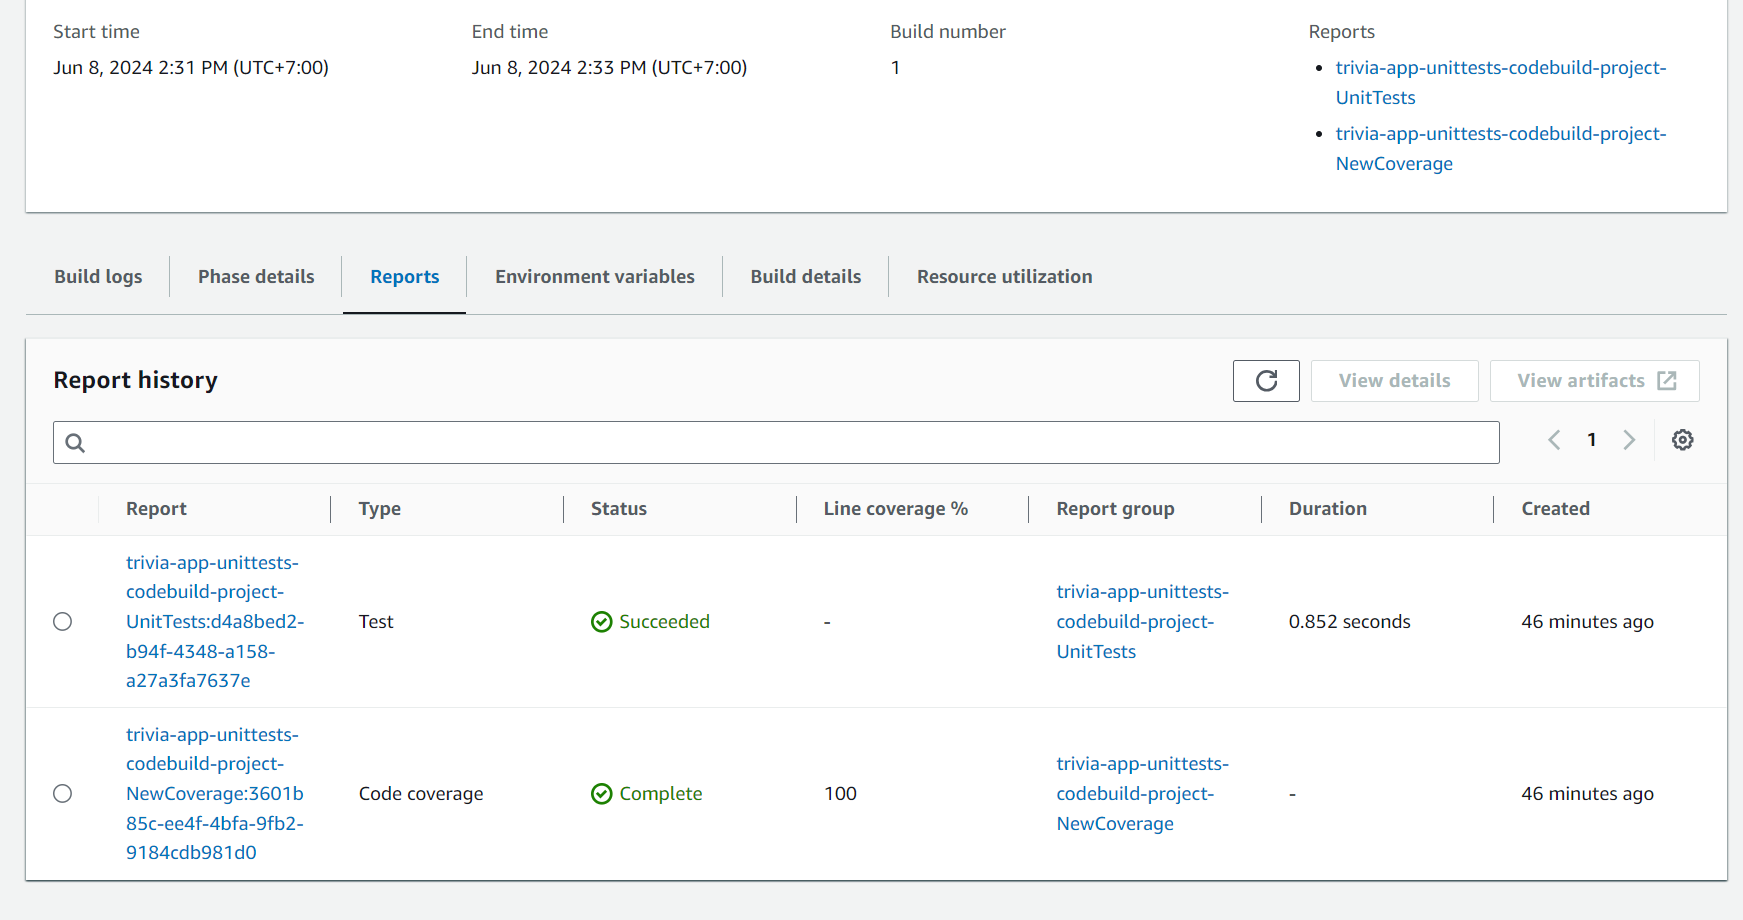 Start time
Jun 8, 2024 2:31 PM (UTC+7:00)
End time
Jun 8, 2024 2:33 PM (UTC+7:00)
Build number
1
Reports
trivia-app-unittests-codebuild-project-
UnitTests
trivia-app-unittests-codebuild-project-
NewCoverage
Build logs
Phase details
Reports
Environment variables
Build details
Resource utilization
Report history
View details
View artifacts
1
Report
Type
Status
Line coverage %
Report group
Duration
Created
trivia-app-unittests-
codebuild-project-
UnitTests:d4a8bed2-
b94f-4348-a158-
a27a3fa7637e
Test
Succeeded
-
trivia-app-unittests-
codebuild-project-
UnitTests
0.852 seconds
46 minutes ago
trivia-app-unittests-
codebuild-project-
NewCoverage:3601b
85c-ee4f-4bfa-9fb2-
9184cdb981d0
Code coverage
Complete
100
trivia-app-unittests-
codebuild-project-
NewCoverage
-
46 minutes ago